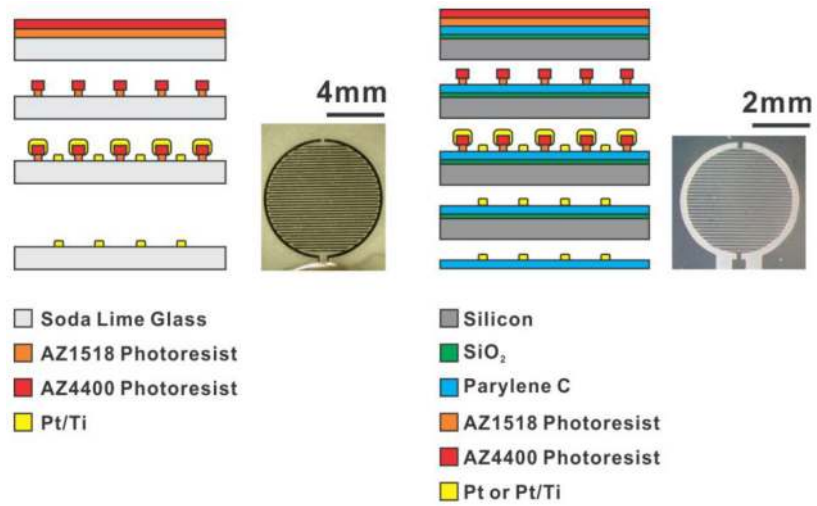 4mm
Soda Lime Glass
AZ1518 Photoresist
AZ4400 Photoresist
Pt/Ti
2mm
Silicon
SiO₂
Parylene C
AZ1518 Photoresist
AZ4400 Photoresist
Pt or Pt/Ti